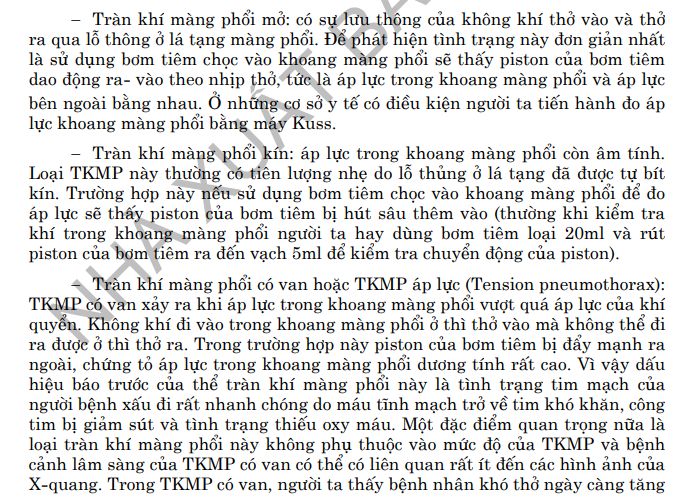 – Tràn khí màng phổi mở: có sự lưu thông của không khí thở vào và thở
ra qua lỗ thông ở lá tạng màng phổi. Để phát hiện tình trạng này đơn giản nhất
là sử dụng bơm tiêm chọc vào khoang màng phổi sẽ thấy piston của bơm tiêm
dao động ra- vào theo nhịp thở, tức là áp lực trong khoang màng phổi và áp lực
bên ngoài bằng nhau. Ở những cơ sở y tế có điều kiện người ta tiến hành đo áp
lực khoang màng phổi bằng máy Kuss.
– Tràn khí màng phổi kín: áp lực trong khoang màng phổi còn âm tính.
Loại TKMP này thường có tiên lượng nhẹ do lỗ thủng ở lá tạng đã được tự bít
kín. Trường hợp này nếu sử dụng bơm tiêm chọc vào khoang màng phổi để đo
áp lực sẽ thấy piston của bơm tiêm bị hút sâu thêm vào (thường khi kiểm tra
khí trong khoang màng phổi người ta hay dùng bơm tiêm loại 20ml và rút
piston của bơm tiêm ra đến vạch 5ml để kiểm tra chuyển động của piston).
– Tràn khí màng phổi có van hoặc TKMP áp lực (Tension pneumothorax):
TKMP có van xảy ra khi áp lực trong khoang màng phổi vượt quá áp lực của khí
quyển. Không khí đi vào trong khoang màng phổi ở thì thở vào mà không thể đi
ra được ở thì thở ra. Trong trường hợp này piston của bơm tiêm bị đẩy mạnh ra
ngoài, chứng tỏ áp lực trong khoang màng phổi dương tính rất cao. Vì vậy dấu
hiệu báo trước của thể tràn khí màng phổi này là tình trạng tim mạch của
người bệnh xấu đi rất nhanh chóng do máu tĩnh mạch trở về tim khó khăn, công
tim bị giảm sút và tình trạng thiếu oxy máu. Một đặc điểm quan trọng nữa là
loại tràn khí màng phổi này không phụ thuộc vào mức độ của TKMP và bệnh
cảnh lâm sàng của TKMP có van có thể có liên quan rất ít đến các hình ảnh của
X-quang. Trong TKMP có van, người ta thấy bệnh nhân khó thở ngày càng tăng
NHÀ XUẤT BẢ